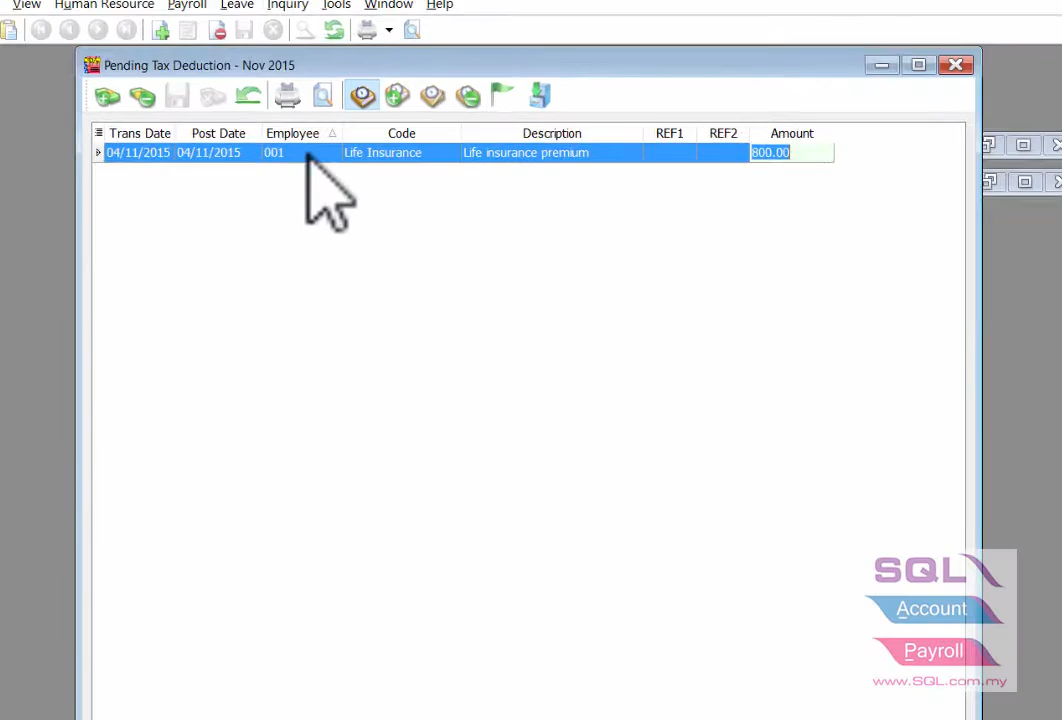 View Human Resource Payroll Leave Inquiry Tools Window Help
Pending Tax Deduction - Nov 2015
Trans Date Post Date Employee Code Description REF1 REF2 Amount
04/11/2015 04/11/2015 001 Life Insurance Life insurance premium 800.00
SQL
Account
Payroll
www.SQL.com.my